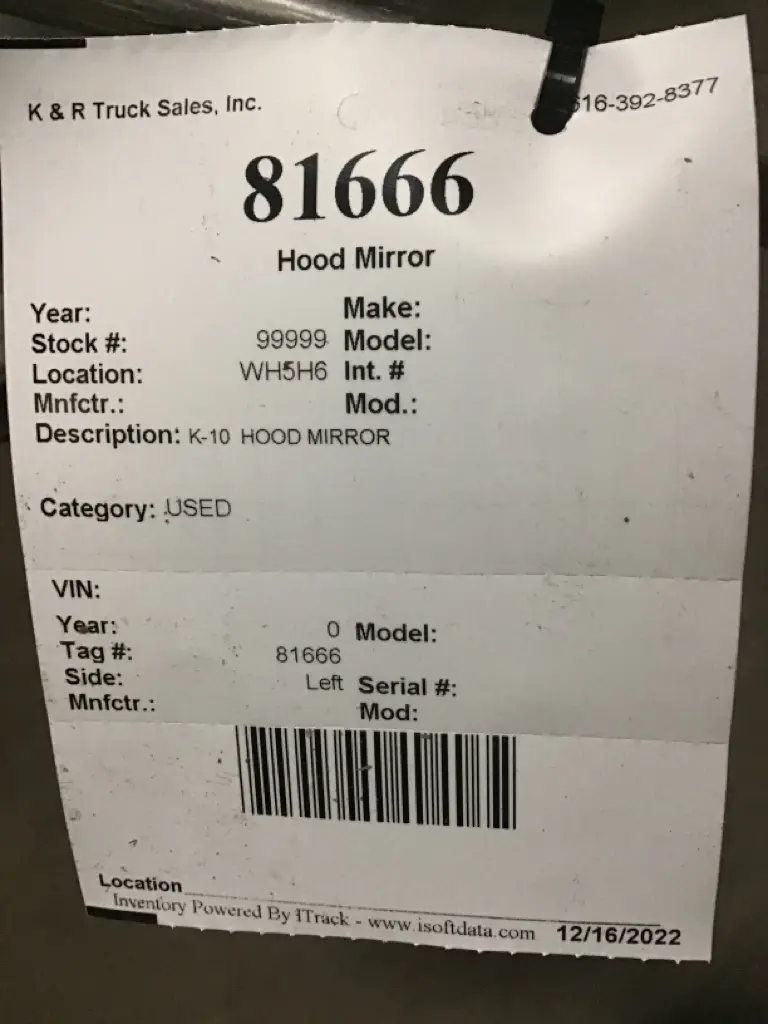 K & R Truck Sales, Inc. 616-392-8377
81666
Hood Mirror
Year: Make:
Stock #: 99999 Model:
Location: WH5H6 Int. #
Mnfctr.: Mod.:
Description: K-10 HOOD MIRROR
Category: USED
VIN:
Year: 0 Model:
Tag #: 81666
Side: Left Serial #:
Mnfctr.: Mod:
Location
Inventory Powered By ITrack - www.isoftdata.com 12/16/2022